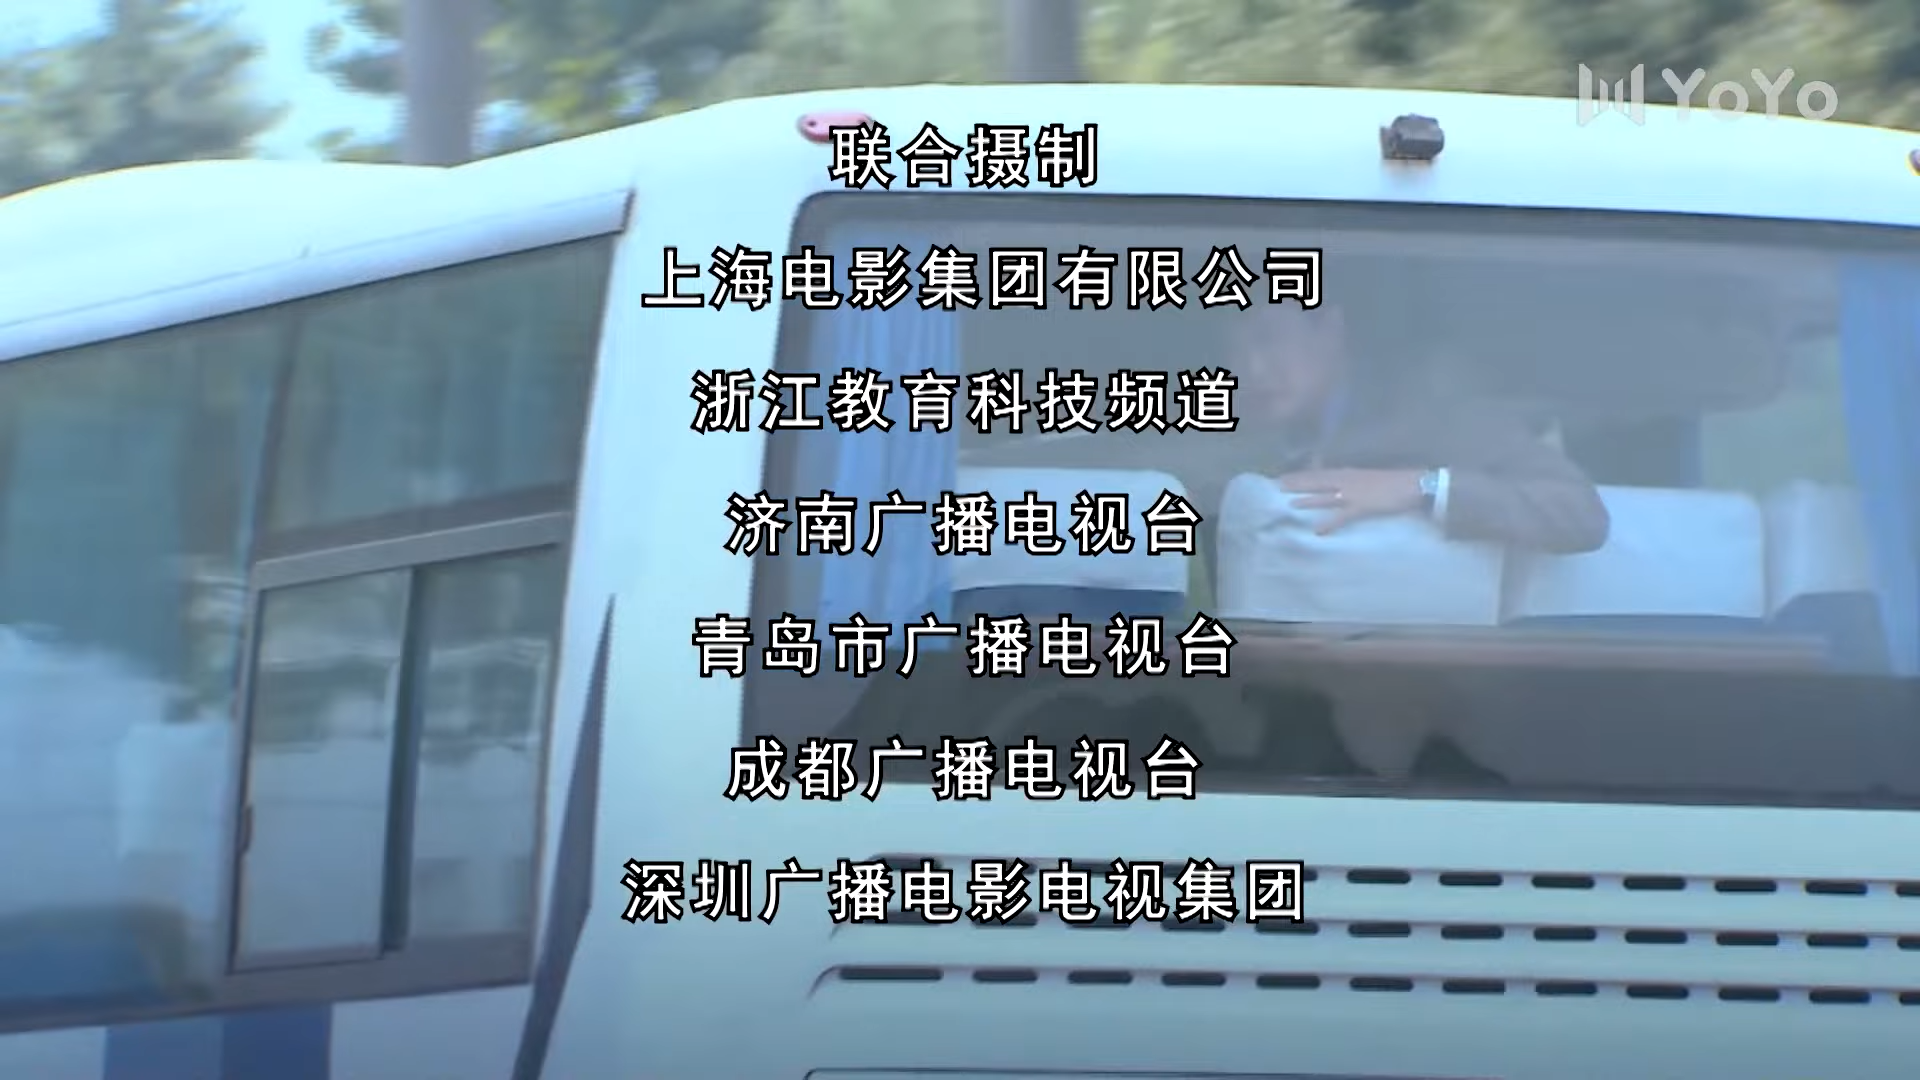 YoYo
联合摄制
上海电影集团有限公司
浙江教育科技频道
济南广播电视台
青岛市广播电视台
成都广播电视台
深圳广播电影电视集团